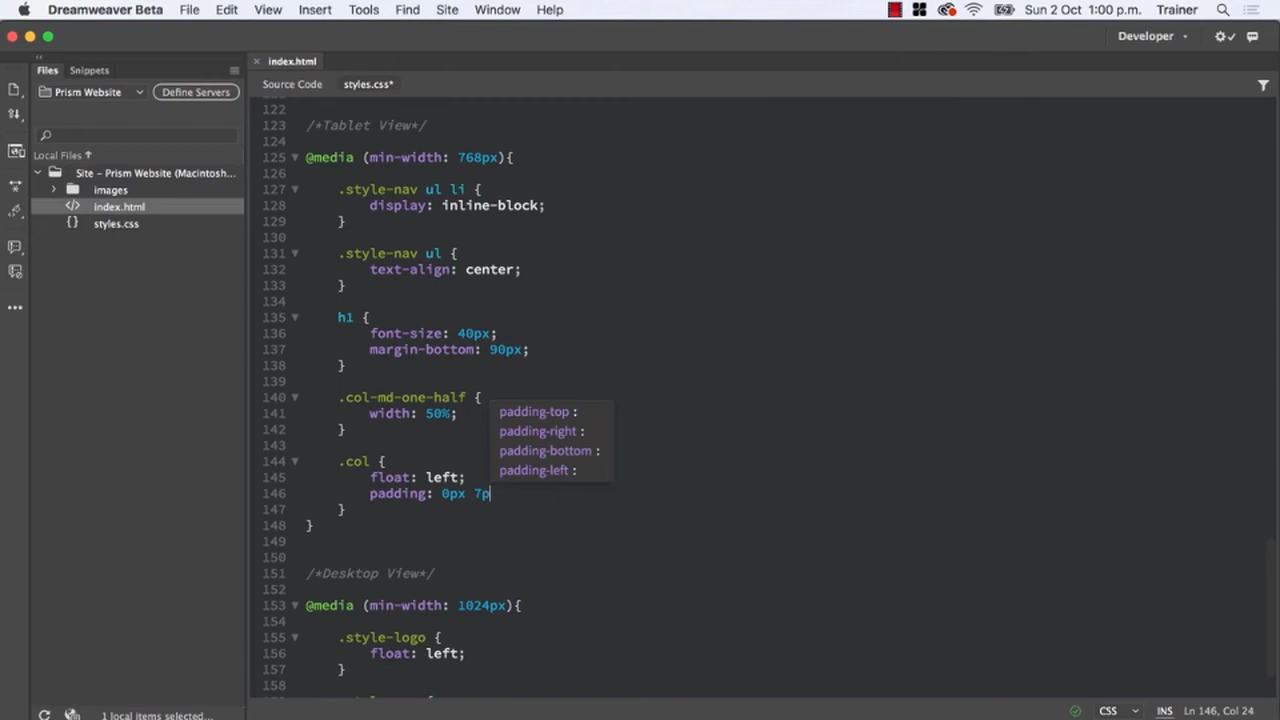 Dreamweaver Beta File Edit View Insert Tools Find Site Window Help Sun 2 Oct 1:00 p.m. Trainer
Developer
Files Snippets
index.html
Prism Website Define Servers
Source Code styles.css*
Local Files
Site - Prism Website (Macintosh...
images
index.html
styles.css
122
123 /*Tablet View*/
124
125 @media (min-width: 768px){
126
127 .style-nav ul li {
128 display: inline-block;
129 }
130
131 .style-nav ul {
132 text-align: center;
133 }
134
135 h1 {
136 font-size: 40px;
137 margin-bottom: 90px;
138 }
139
140 .col-md-one-half {
141 width: 50%;
142 }
143
144 .col {
145 float: left;
146 padding: 0px 7p
147 }
148 }
149
150
151 /*Desktop View*/
152
153 @media (min-width: 1024px){
154
155 .style-logo {
156 float: left;
157 }
158
padding-top :
padding-right :
padding-bottom :
padding-left :
1 local items selected...
CSS INS Ln 146, Col 24